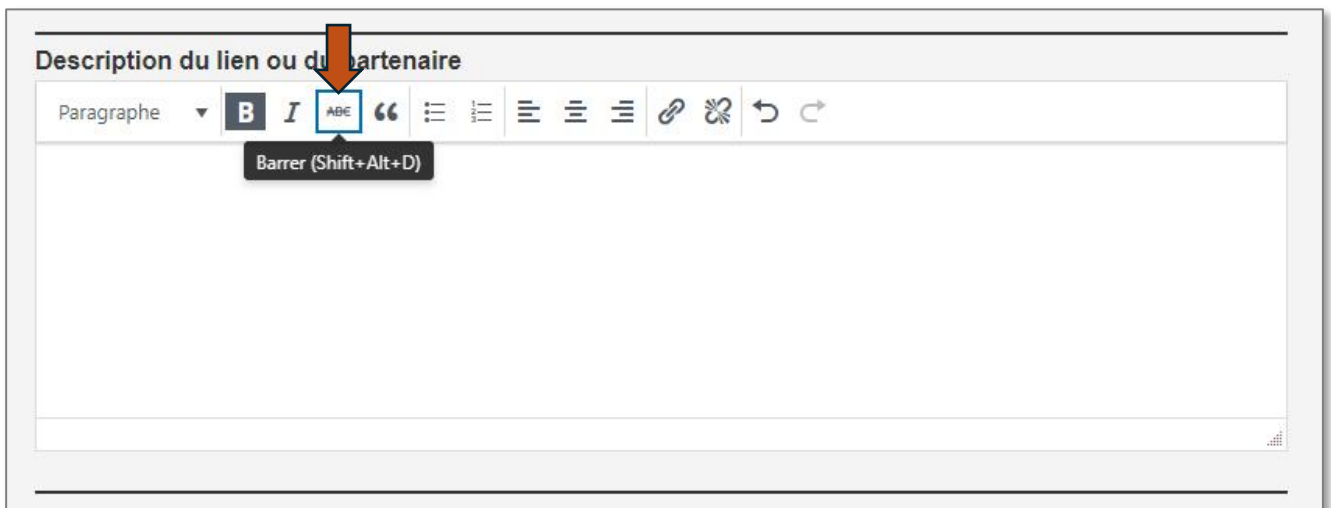 Description du lien ou du partenaire
Paragraphe B I ABC
Barrer (Shift+Alt+D)